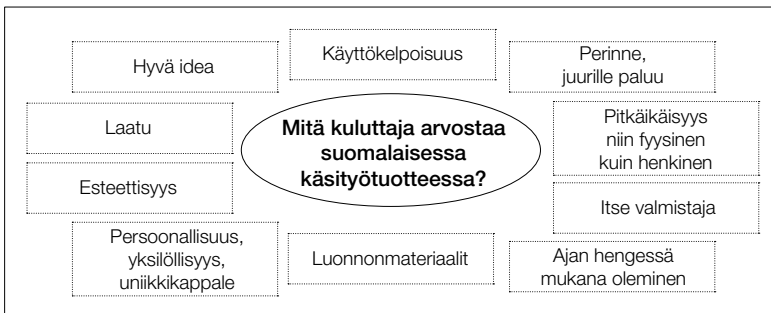 Hyvä idea
Käyttökelpoisuus
Perinne,
juurille paluu
Laatu
Mitä kuluttaja arvostaa
suomalaisessa
käsityötuotteessa?
Pitkäikäisyys
niin fyysinen
kuin henkinen
Esteettisyys
Itse valmistaja
Persoonallisuus,
yksilöllisyys,
uniikkikappale
Luonnonmateriaalit
Ajan hengessä
mukana oleminen